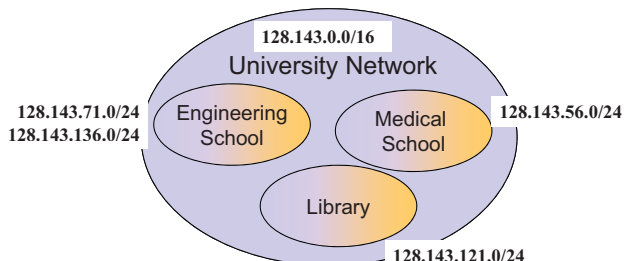 128.143.0.0/16
University Network
128.143.71.0/24
128.143.136.0/24
Engineering
School
Medical
School
128.143.56.0/24
Library
128.143.121.0/24